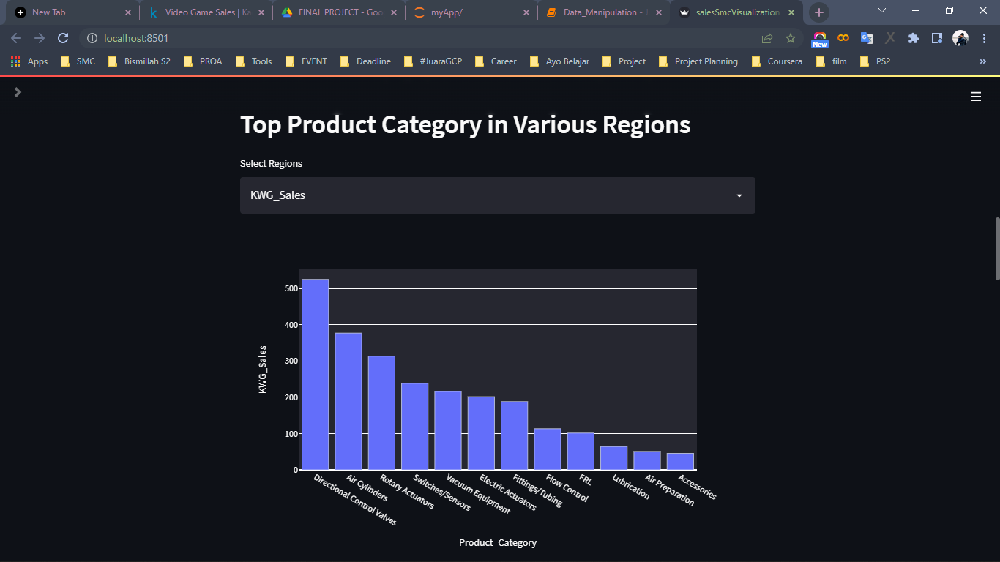 New Tab
Video Game Sales | Ka
FINAL PROJECT - Goo
myApp/
Data_Manipulation - J
salesSmcVisualization
localhost:8501
New
Apps
SMC
Bismillah S2
PROA
Tools
EVENT
Deadline
#JuaraGCP
Career
Ayo Belajar
Project
Project Planning
Coursera
film
PS2
Top Product Category in Various Regions
Select Regions
KWG_Sales
500
400
300
200
100
0
KWG_Sales
Directional Control Valves
Air Cylinders
Rotary Actuators
Switches/Sensors
Vacuum Equipment
Electric Actuators
Fittings/Tubing
Flow Control
FRL
Lubrication
Air Preparation
Accessories
Product_Category